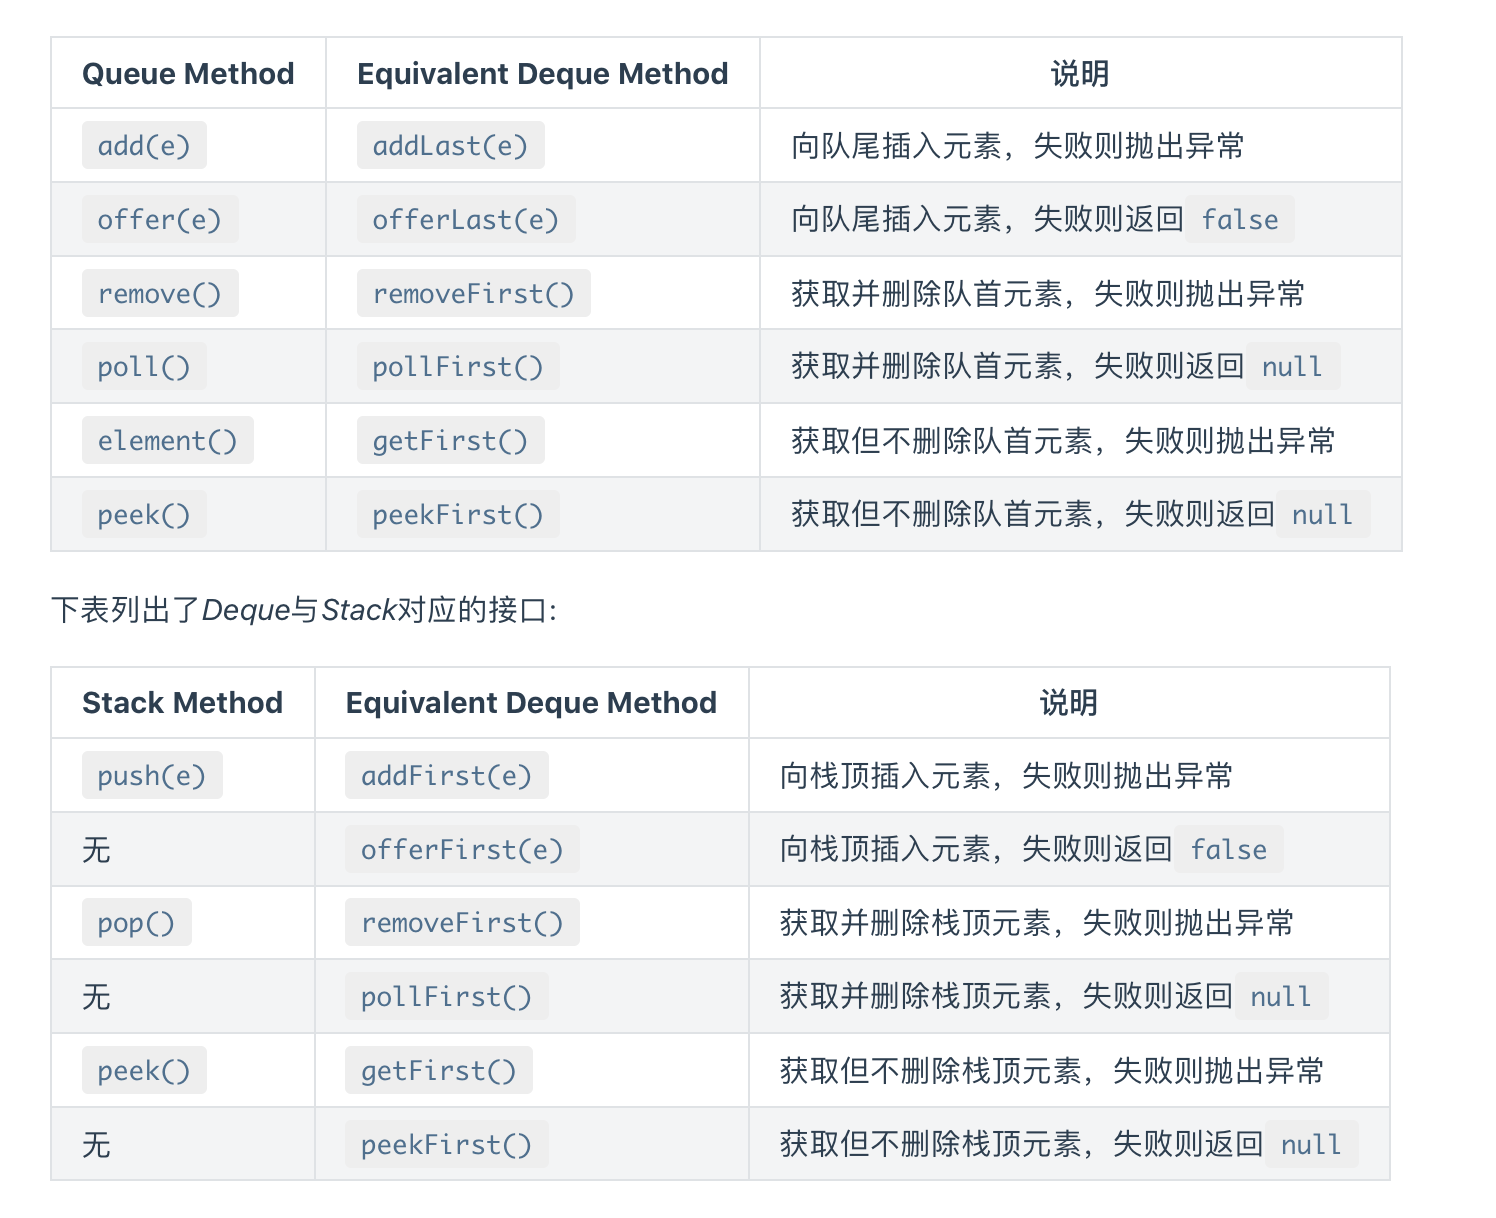 Queue Method Equivalent Deque Method 说明
add(e) addLast(e) 向队尾插入元素，失败则抛出异常
offer(e) offerLast(e) 向队尾插入元素，失败则返回 false
remove() removeFirst() 获取并删除队首元素，失败则抛出异常
poll() pollFirst() 获取并删除队首元素，失败则返回 null
element() getFirst() 获取但不删除队首元素，失败则抛出异常
peek() peekFirst() 获取但不删除队首元素，失败则返回 null
下表列出了Deque与Stack对应的接口：
Stack Method Equivalent Deque Method 说明
push(e) addFirst(e) 向栈顶插入元素，失败则抛出异常
无 offerFirst(e) 向栈顶插入元素，失败则返回 false
pop() removeFirst() 获取并删除栈顶元素，失败则抛出异常
无 pollFirst() 获取并删除栈顶元素，失败则返回 null
peek() getFirst() 获取但不删除栈顶元素，失败则抛出异常
无 peekFirst() 获取但不删除栈顶元素，失败则返回 null